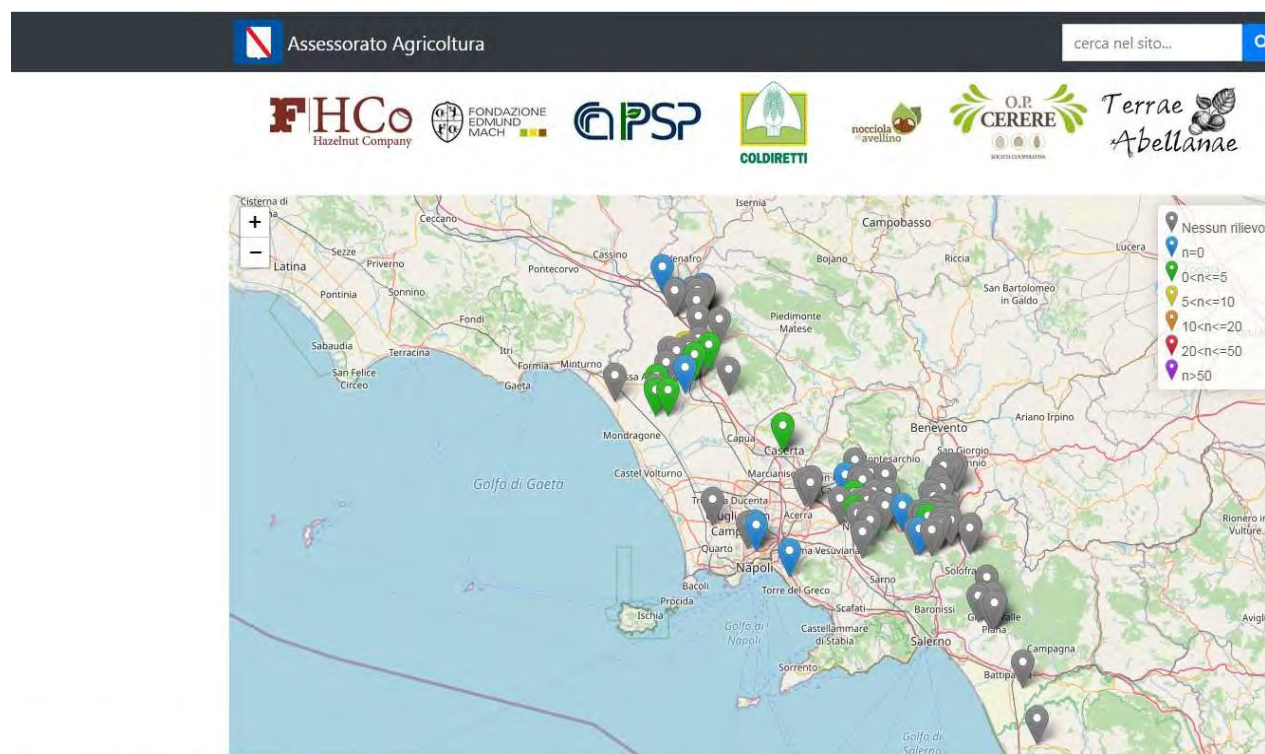 Assessorato Agricoltura
cerca nel sito...
FHCo
Hazelnut Company
FONDAZIONE
EDMUND
MACH
PSP
COLDIRETTI
nocciola
avellino
O.P.
CERERE
SOCIETÀ COOPERATIVA
Terrae
Abellanae
+
−
Nessun rilievo
n=0
0<n<=5
5<n<=10
10<n<=20
20<n<=50
n>50
Cisterna di
Isernia
Ceccano
Campobasso
Cassino
Lucera
Sezze
Priverno
Bojano
Riccia
Latina
Pontecorvo
Pontinia
Sonnino
San Bartolomeo
in Galdo
Fondi
Piedimonte
Matese
Sabaudia
Terracina
Itri
Formia
Minturno
San Felice
Circeo
Gaeta
Ariano Irpino
Mondragone
Capua
Benevento
Caserta
San Giorgio
Castel Volturno
Golfo di Gaeta
Acerra
Quarto
Napoli
Bacoli
Torre del Greco
Sarno
Solofra
Rionero in
Vulture
Procida
Ischia
Scafati
Baronissi
Golfo di
Napoli
Castellammare
di Stabia
Salerno
Piana
Campagna
Sorrento
Golfo di
Salerno